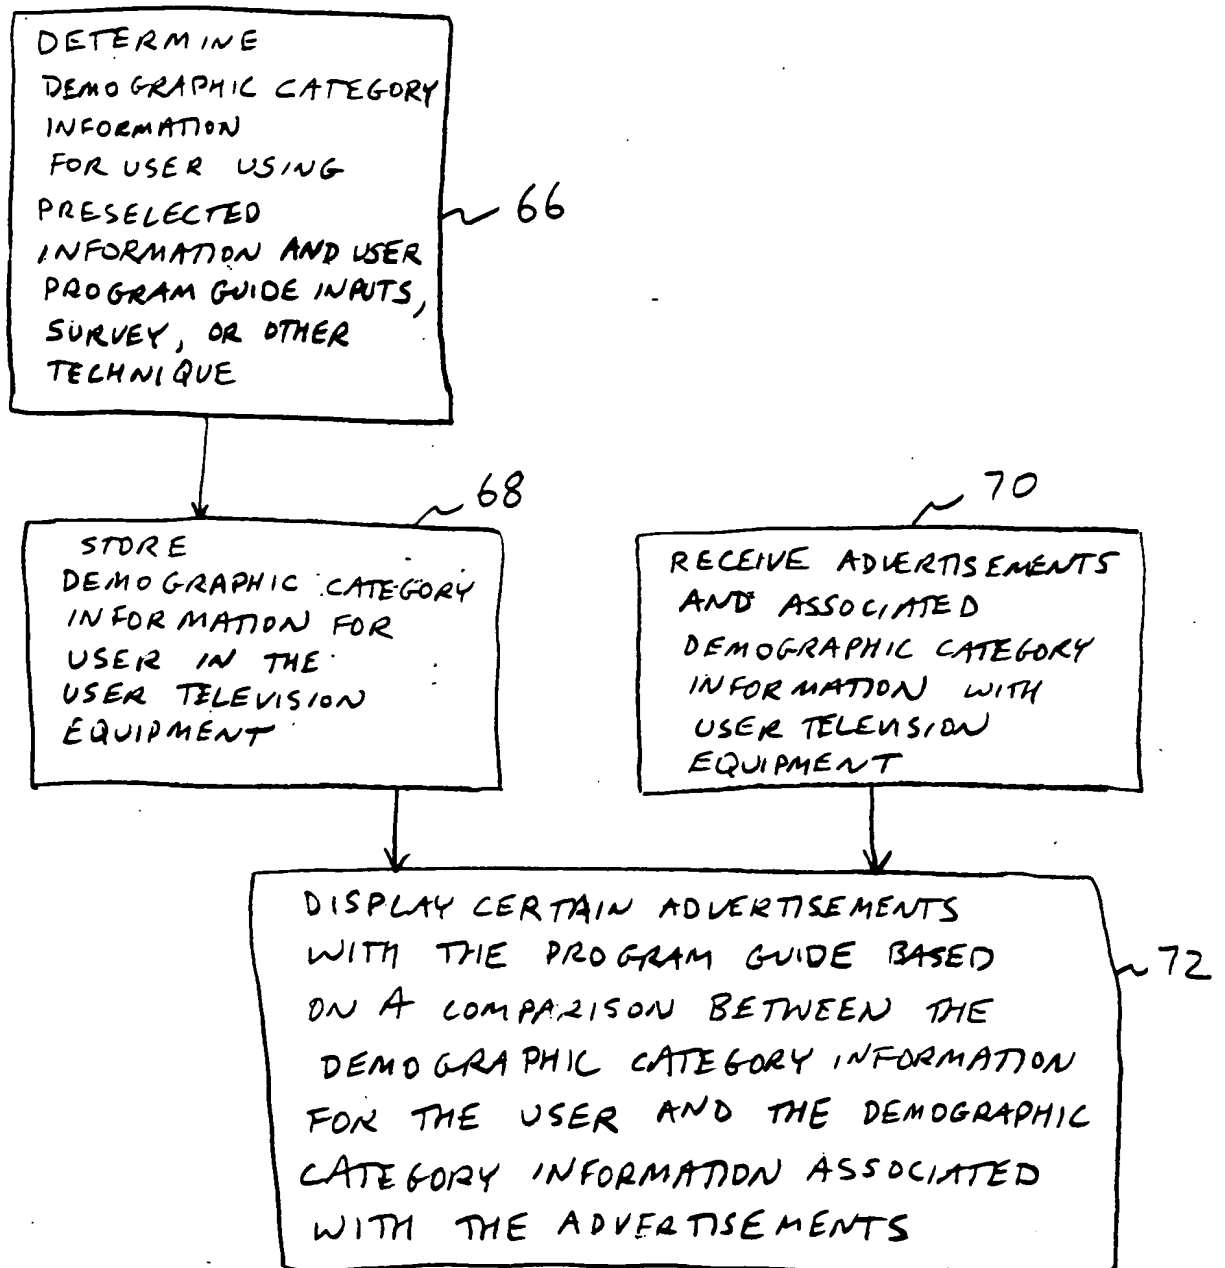 DETERMINE
DEMOGRAPHIC CATEGORY
INFORMATION
FOR USER USING
PRESELECTED
INFORMATION AND USER
PROGRAM GUIDE INPUTS,
SURVEY, OR OTHER
TECHNIQUE
66
STORE
DEMOGRAPHIC CATEGORY
INFORMATION FOR
USER IN THE
USER TELEVISION
EQUIPMENT
68
RECEIVE ADVERTISEMENTS
AND ASSOCIATED
DEMOGRAPHIC CATEGORY
INFORMATION WITH
USER TELEVISION
EQUIPMENT
70
DISPLAY CERTAIN ADVERTISEMENTS
WITH THE PROGRAM GUIDE BASED
ON A COMPARISON BETWEEN THE
DEMOGRAPHIC CATEGORY INFORMATION
FOR THE USER AND THE DEMOGRAPHIC
CATEGORY INFORMATION ASSOCIATED
WITH THE ADVERTISEMENTS
72